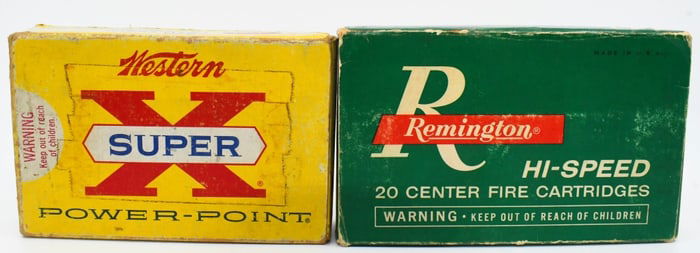 Western
X
SUPER
®
POWER-POINT®
WARNING
Keep out of reach
of children.
MADE IN U.S.
R
Remington®
HI-SPEED
20 CENTER FIRE CARTRIDGES
WARNING • KEEP OUT OF REACH OF CHILDREN